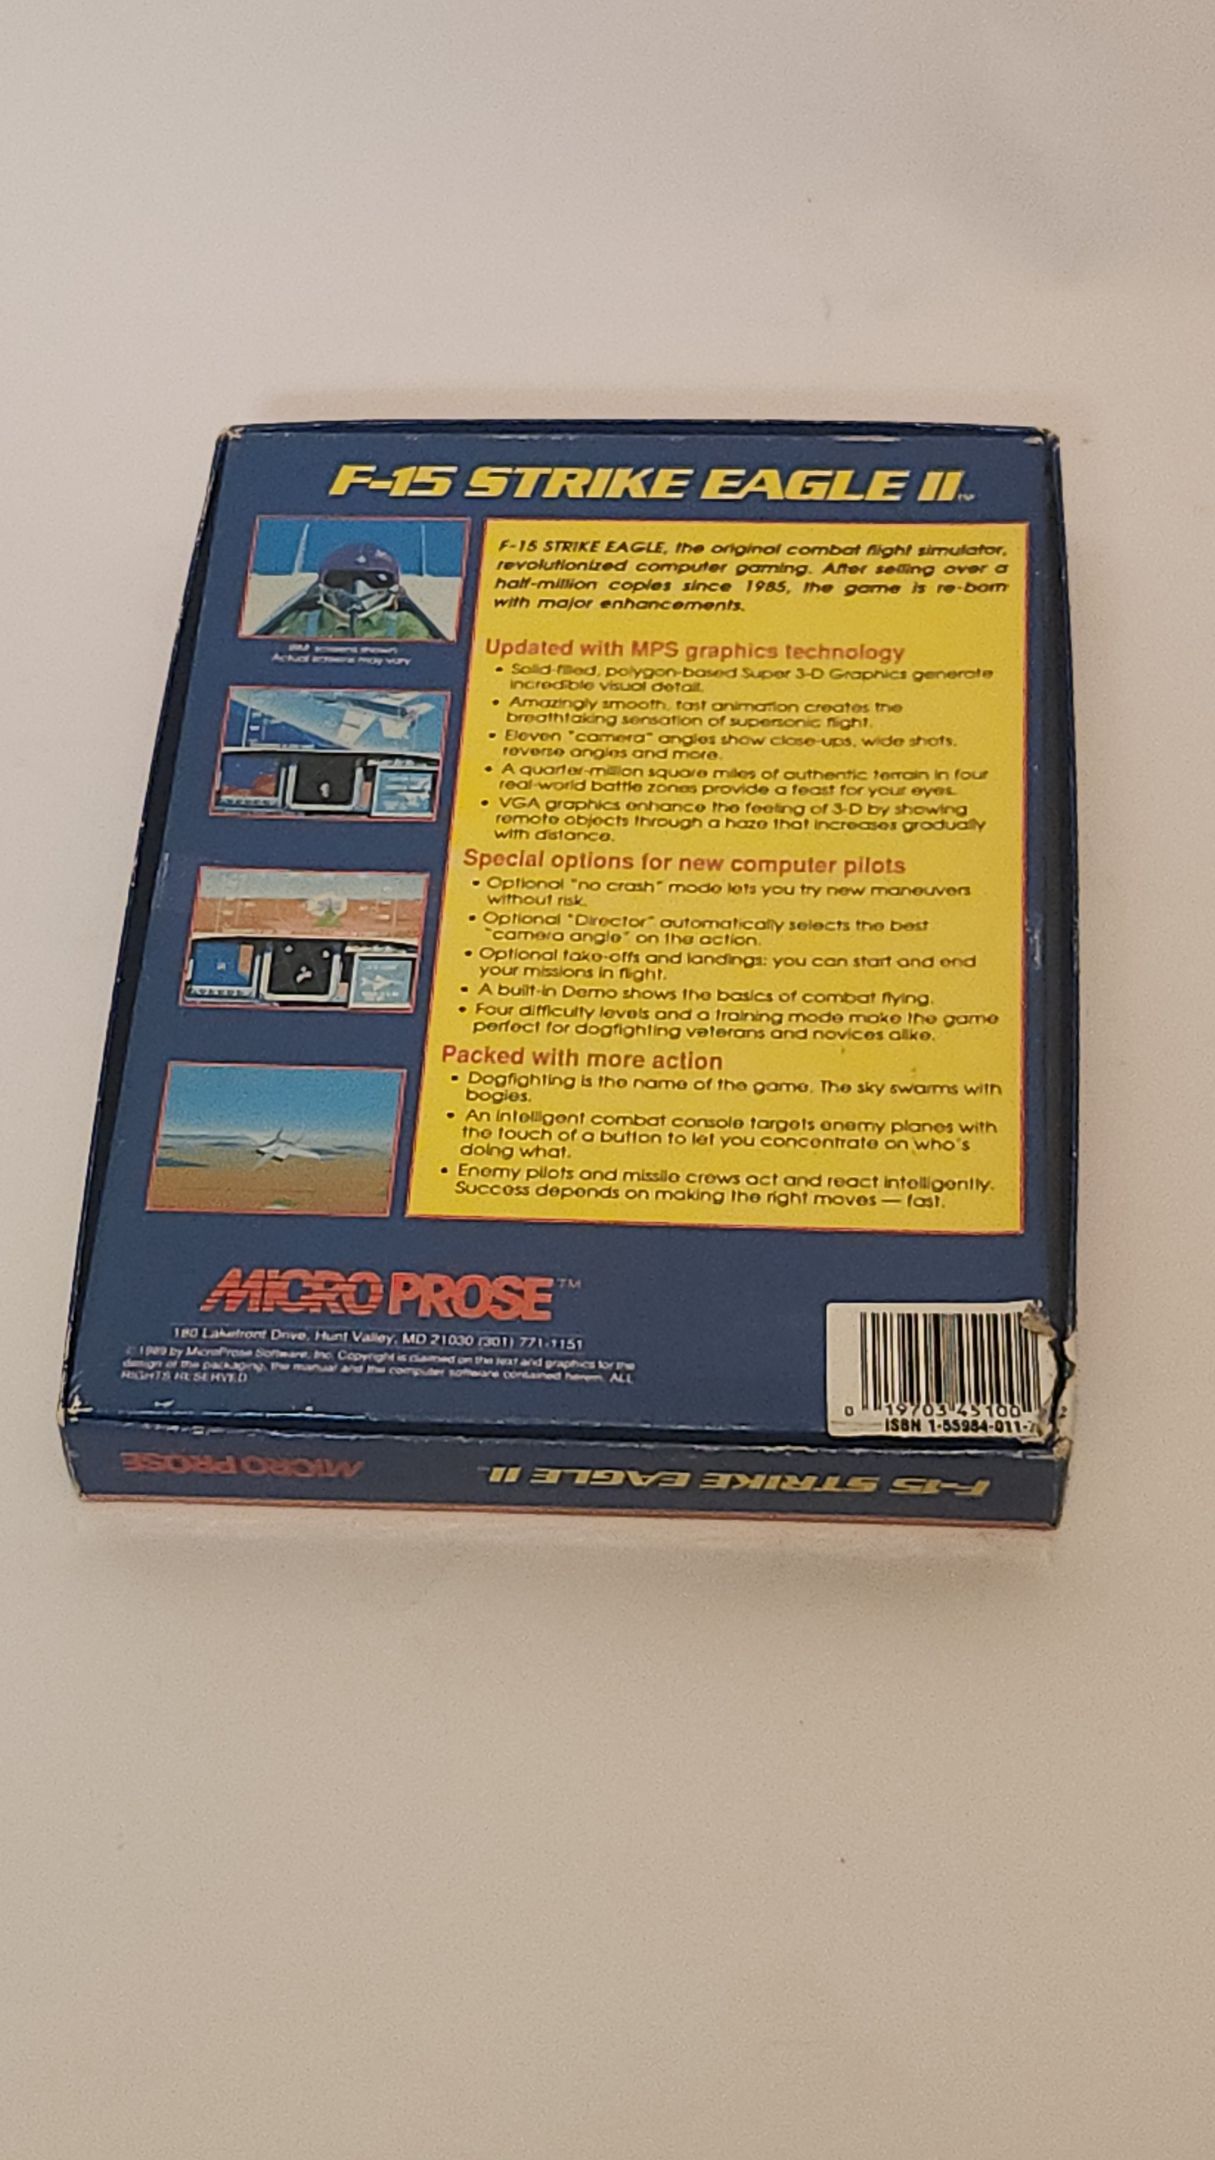 F-15 STRIKE EAGLE II™
F-15 STRIKE EAGLE, the original combat flight simulator,
revolutionized computer gaming. After selling over a
half-million copies since 1985, the game is re-born
with major enhancements.
IBM screens shown
Actual screens may vary
Updated with MPS graphics technology
• Solid-filled, polygon-based Super 3-D Graphics generate
incredible visual detail.
• Amazingly smooth, fast animation creates the
breathtaking sensation of supersonic flight.
• Eleven "camera" angles show close-ups, wide shots,
reverse angles and more.
• A quarter-million square miles of authentic terrain in four
real-world battle zones provide a feast for your eyes.
• VGA graphics enhance the feeling of 3-D by showing
remote objects through a haze that increases gradually
with distance.
Special options for new computer pilots
• Optional "no crash" mode lets you try new maneuvers
without risk.
• Optional "Director" automatically selects the best
"camera angle" on the action.
• Optional take-offs and landings: you can start and end
your missions in flight.
• A built-in Demo shows the basics of combat flying.
• Four difficulty levels and a training mode make the game
perfect for dogfighting veterans and novices alike.
Packed with more action
• Dogfighting is the name of the game. The sky swarms with
bogies.
• An intelligent combat console targets enemy planes with
the touch of a button to let you concentrate on who's
doing what.
• Enemy pilots and missile crews act and react intelligently.
Success depends on making the right moves — fast.
MICRO PROSE™
180 Lakefront Drive, Hunt Valley, MD 21030 (301) 771-1151
© 1989 by MicroProse Software, Inc. Copyright is claimed on the text and graphics for the
design of the packaging, the manual and the computer software contained herein. ALL
RIGHTS RESERVED
0 19703 45100 2
ISBN 1-55984-011-
F-15 STRIKE EAGLE II™
MICRO PROSE